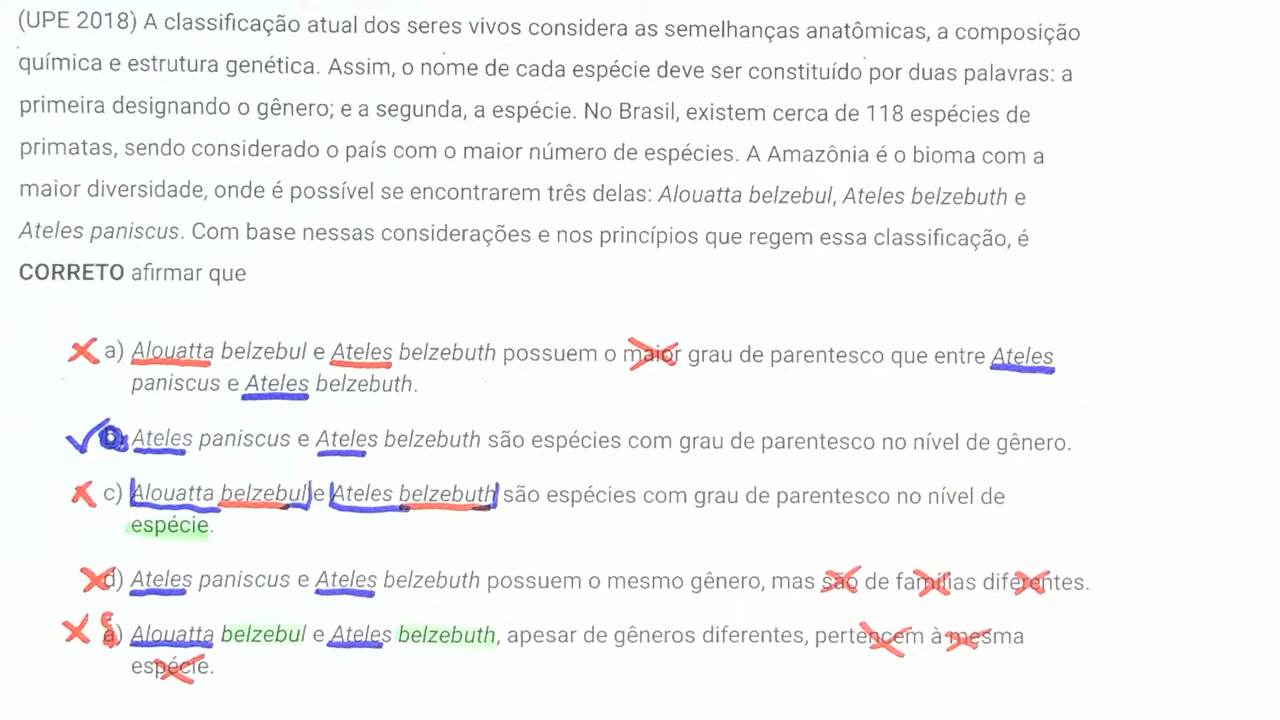 (UPE 2018) A classificação atual dos seres vivos considera as semelhanças anatômicas, a composição
química e estrutura genética. Assim, o nome de cada espécie deve ser constituído por duas palavras: a
primeira designando o gênero; e a segunda, a espécie. No Brasil, existem cerca de 118 espécies de
primatas, sendo considerado o país com o maior número de espécies. A Amazônia é o bioma com a
maior diversidade, onde é possível se encontrarem três delas: Alouatta belzebul, Ateles belzebuth e
Ateles paniscus. Com base nessas considerações e nos princípios que regem essa classificação, é
CORRETO afirmar que
a) Alouatta belzebul e Ateles belzebuth possuem o maior grau de parentesco que entre Ateles
paniscus e Ateles belzebuth.
b) Ateles paniscus e Ateles belzebuth são espécies com grau de parentesco no nível de gênero.
c) Alouatta belzebul e Ateles belzebuth são espécies com grau de parentesco no nível de
espécie.
d) Ateles paniscus e Ateles belzebuth possuem o mesmo gênero, mas são de famílias diferentes.
e) Alouatta belzebul e Ateles belzebuth, apesar de gêneros diferentes, pertencem à mesma
espécie.